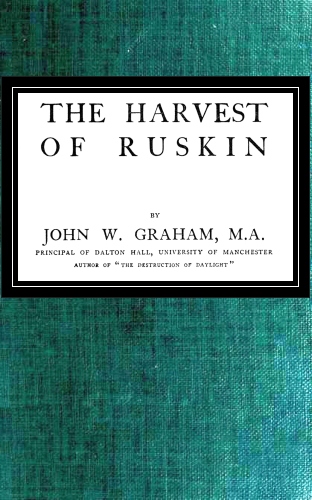 THE HARVEST
OF RUSKIN
BY
JOHN W. GRAHAM, M.A.
PRINCIPAL OF DALTON HALL, UNIVERSITY OF MANCHESTER
AUTHOR OF "THE DESTRUCTION OF DAYLIGHT"